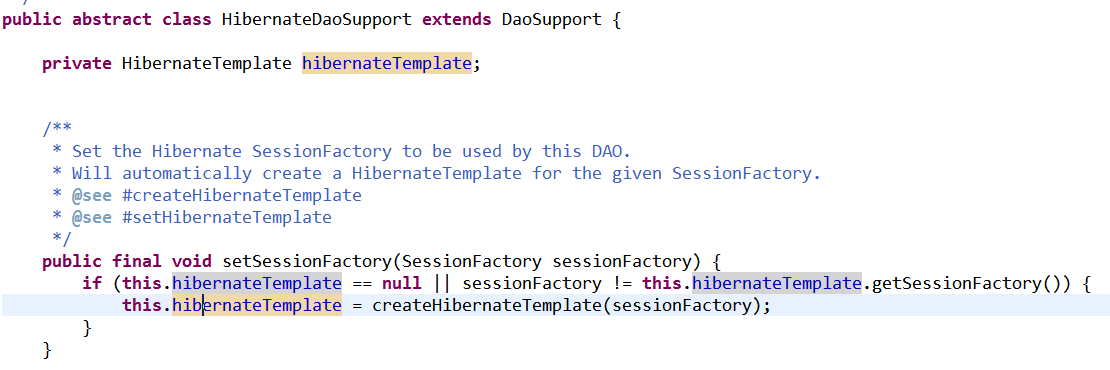 */
public abstract class HibernateDaoSupport extends DaoSupport {
private HibernateTemplate hibernateTemplate;
/**
* Set the Hibernate SessionFactory to be used by this DAO.
* Will automatically create a HibernateTemplate for the given SessionFactory.
* @see #createHibernateTemplate
* @see #setHibernateTemplate
*/
public final void setSessionFactory(SessionFactory sessionFactory) {
if (this.hibernateTemplate == null || sessionFactory != this.hibernateTemplate.getSessionFactory()) {
this.hibernateTemplate = createHibernateTemplate(sessionFactory);
}
}